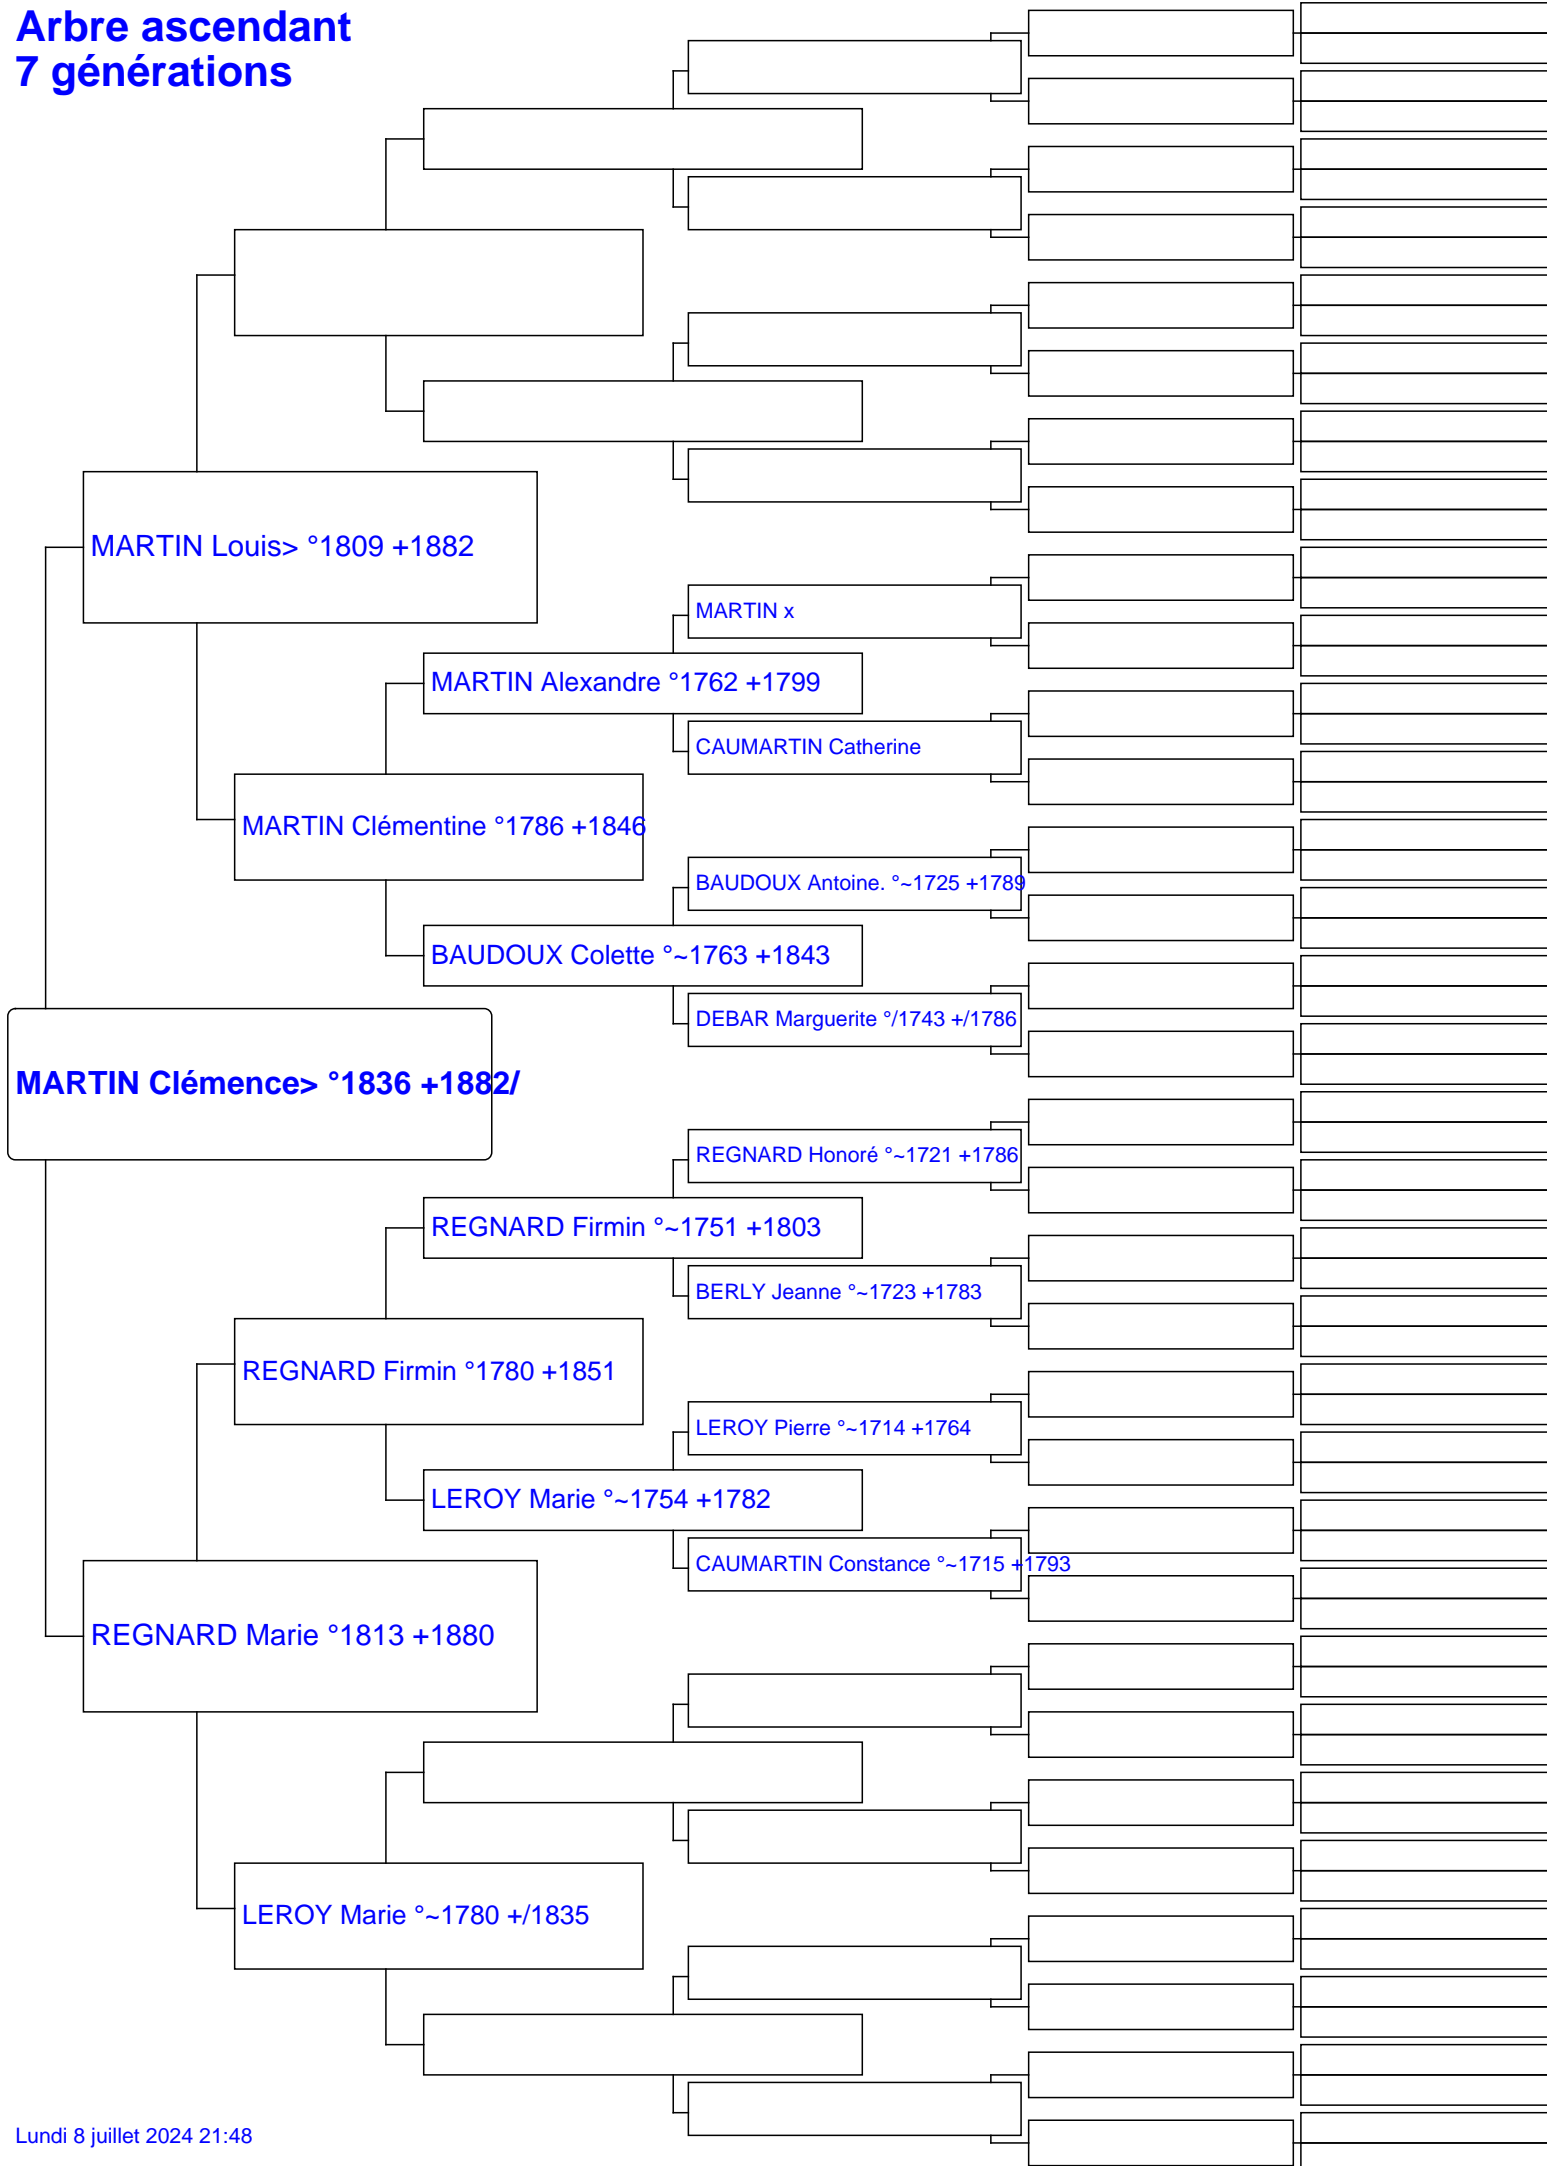 Arbre ascendant
7 générations
MARTIN Louis> °1809 +1882
MARTIN x
MARTIN Alexandre °1762 +1799
CAUMARTIN Catherine
MARTIN Clémentine °1786 +1846
BAUDOUX Antoine. °~1725 +1789
BAUDOUX Colette °~1763 +1843
DEBAR Marguerite °/1743 +/1786
MARTIN Clémence> °1836 +1882/
REGNARD Honoré °~1721 +1786
REGNARD Firmin °~1751 +1803
BERLY Jeanne °~1723 +1783
REGNARD Firmin °1780 +1851
LEROY Pierre °~1714 +1764
LEROY Marie °~1754 +1782
CAUMARTIN Constance °~1715 +1793
REGNARD Marie °1813 +1880
LEROY Marie °~1780 +/1835
Lundi 8 juillet 2024 21:48